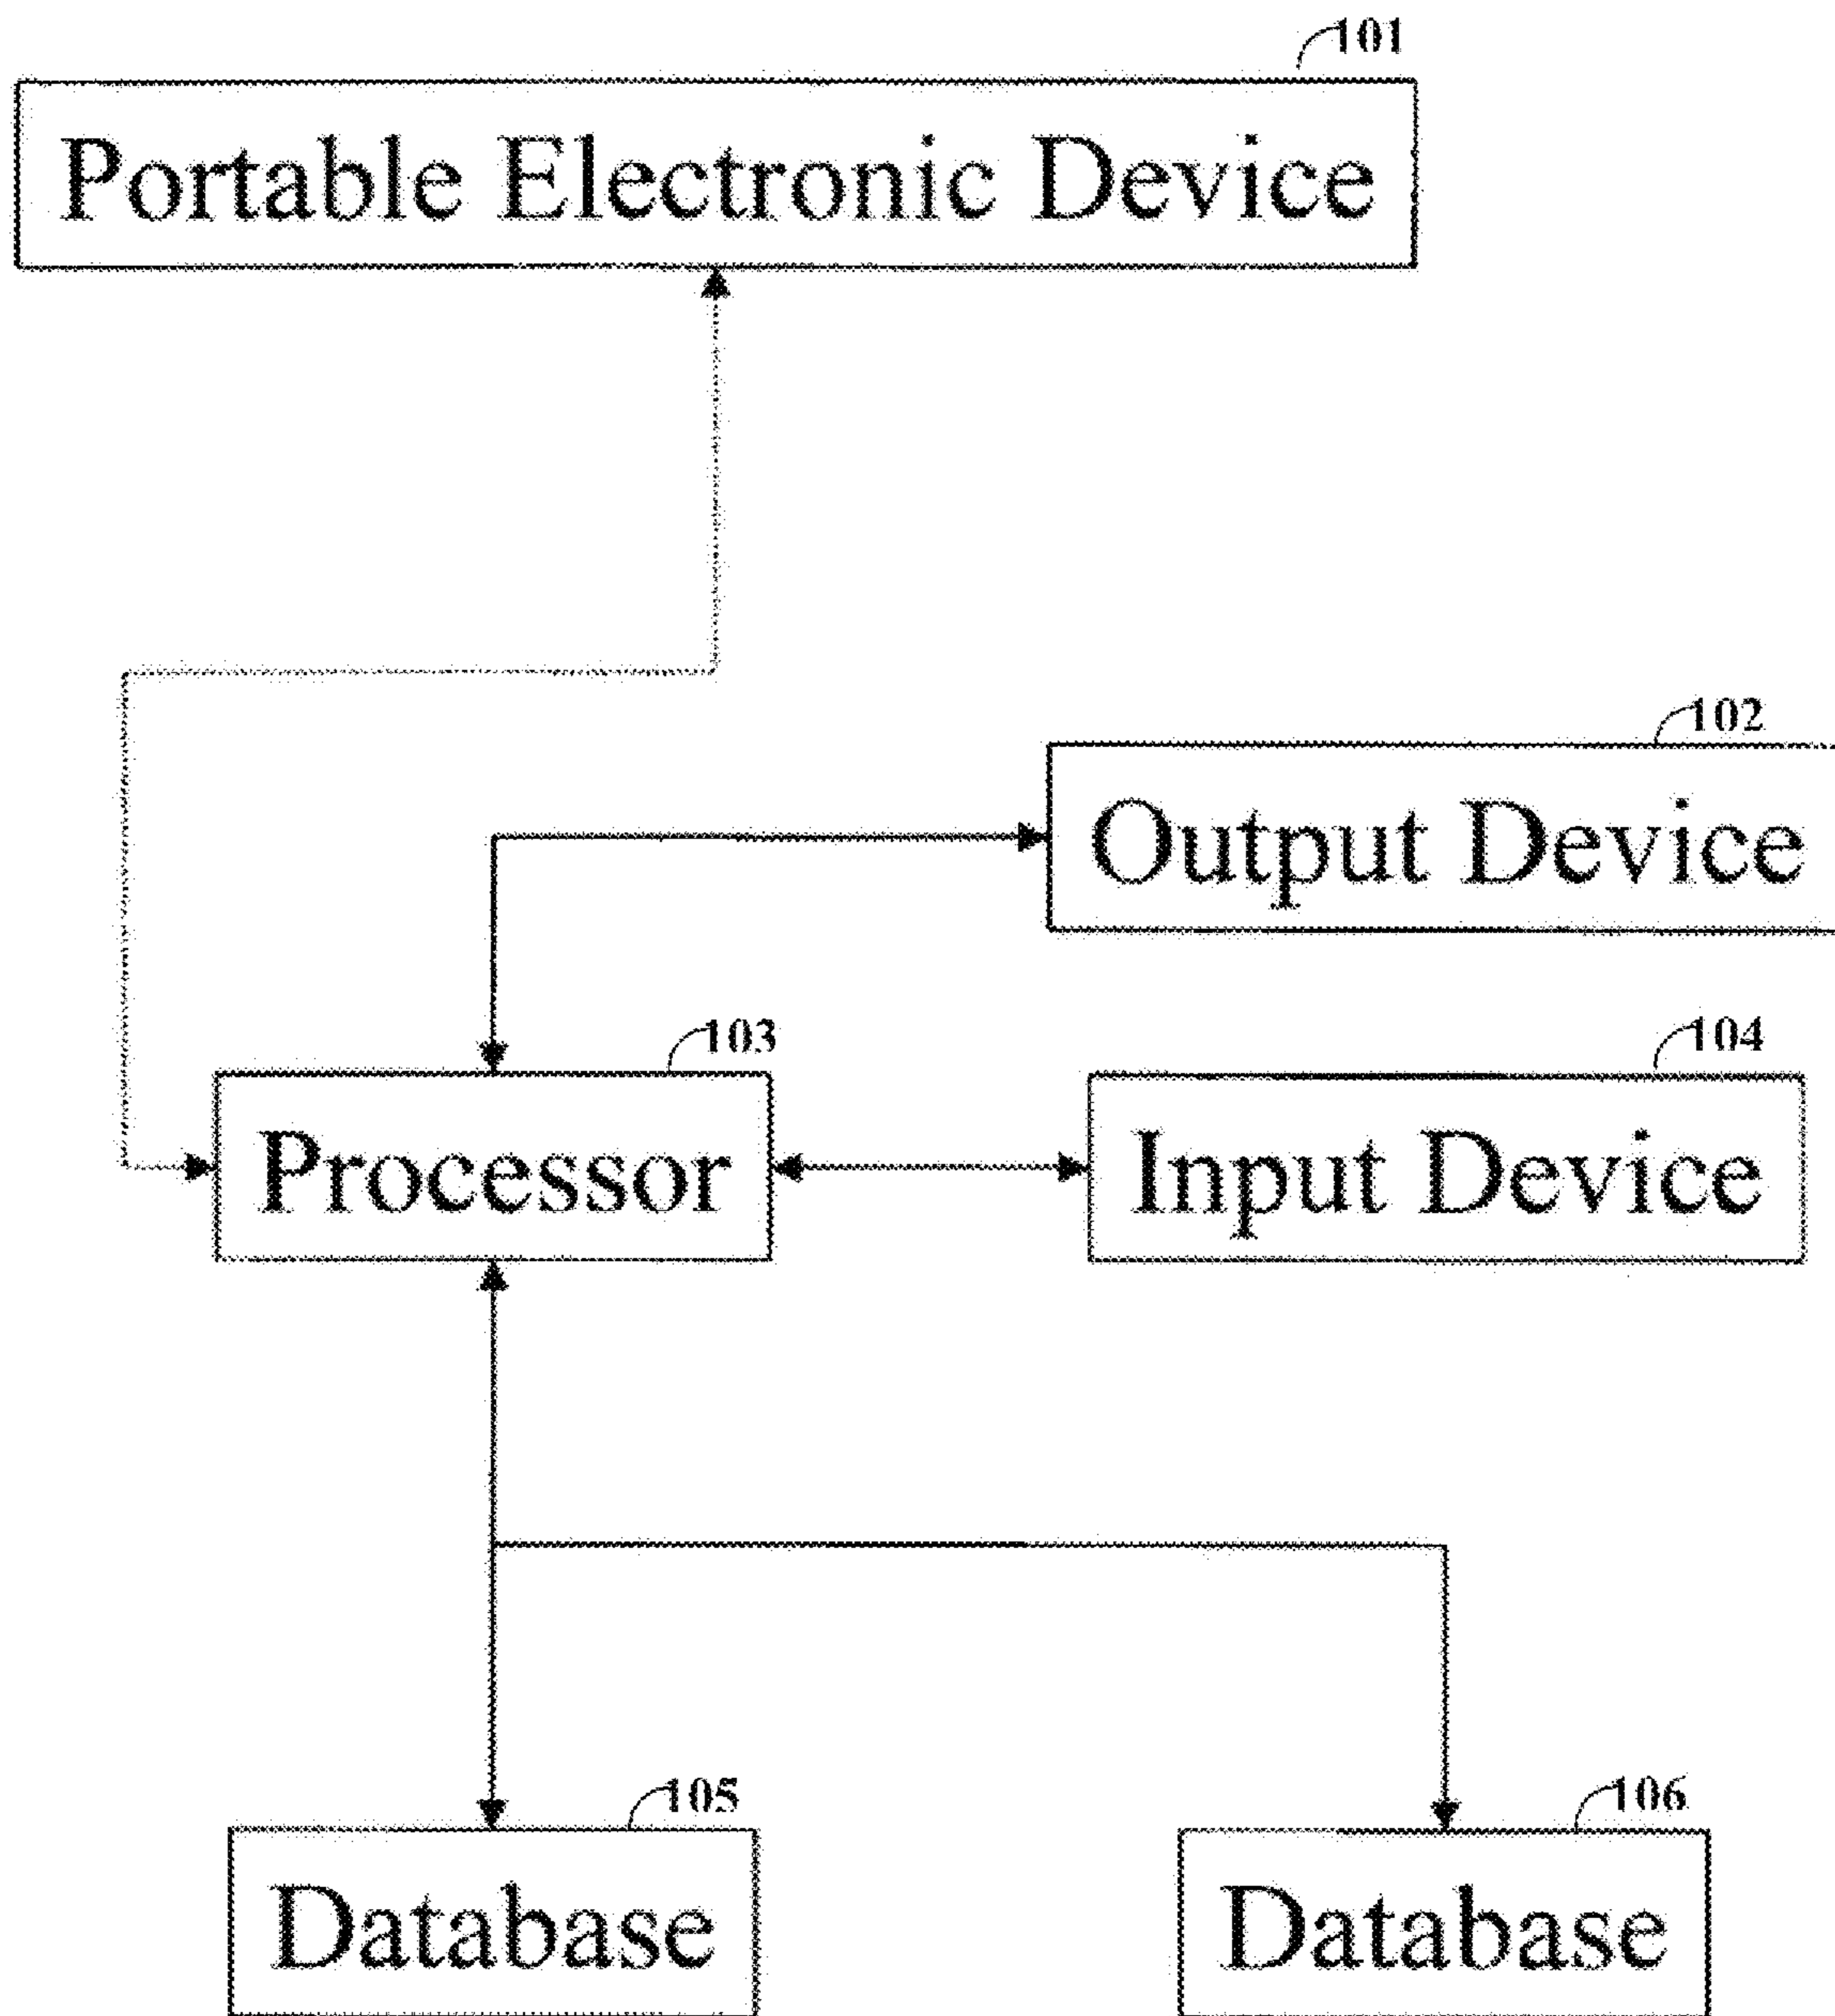 101
Portable Electronic Device
102
Output Device
103
Processor
104
Input Device
105
Database
106
Database